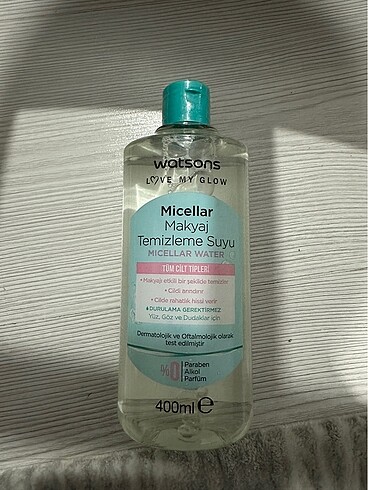 watsons
LOVE MY GLOW
Micellar
Makyaj
Temizleme Suyu
MICELLAR WATER
TÜM CİLT TİPLERİ
• Makyajı etkili bir şekilde temizler
• Cildi arındırır
• Cilde rahatlık hissi verir
DURULAMA GEREKTİRMEZ
Yüz, Göz ve Dudaklar için
Dermatolojik ve Oftalmolojik olarak
test edilmiştir
%0 Paraben
Alkol
Parfüm
400ml e